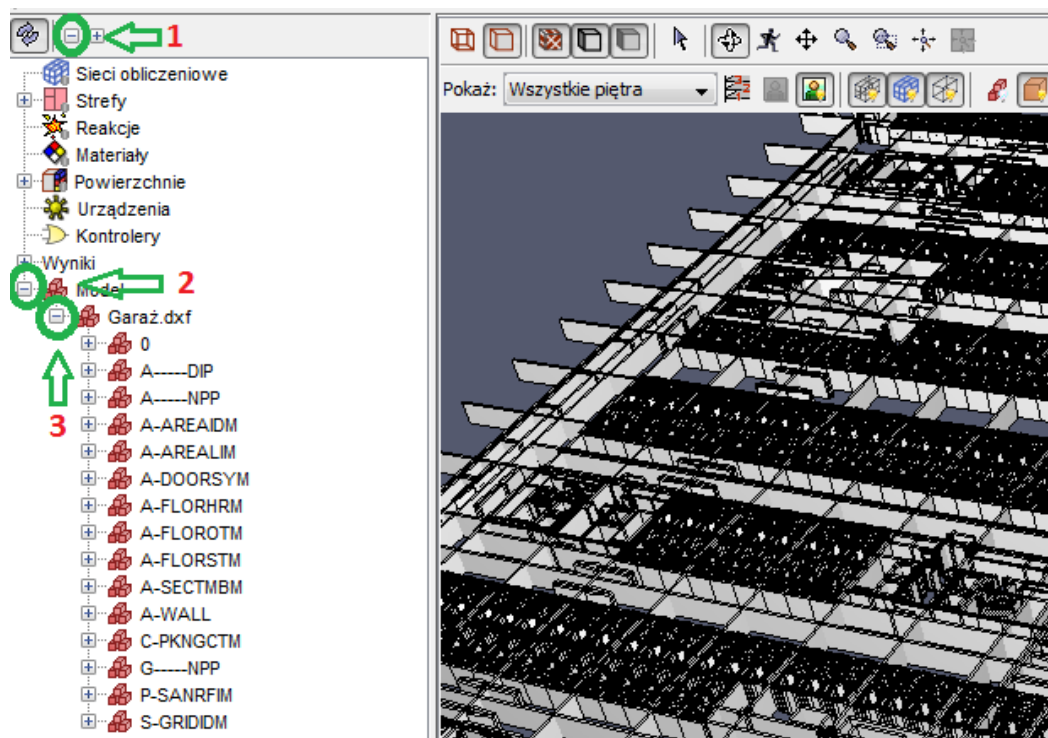 1
Sieci obliczeniowe
Strefy
Reakcje
Materiały
Powierzchnie
Urządzenia
Kontrolery
Wyniki
Model
2
Garaż.dxf
0
A-----DIP
A-----NPP
3
A-AREAIDM
A-AREALIM
A-DOORSYM
A-FLORHRM
A-FLOROTM
A-FLORSTM
A-SECTMBM
A-WALL
C-PKNGCTM
G-----NPP
P-SANRFIM
S-GRIDIDM
Pokaż: Wszystkie piętra